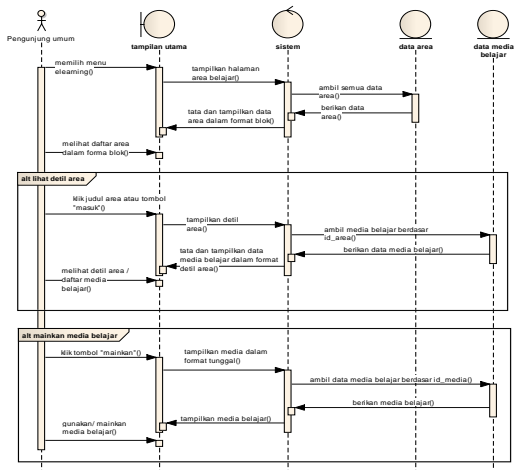 Pengunjung umum
tampilan utama
sistem
data area
data media
belajar
memilih menu
elearning()
tampilkan halaman
area belajar()
ambil semua data
area()
berikan data
area()
tata dan tampilkan data
area dalam format blok()
melihat daftar area
dalam forma blok()
alt lihat detil area
klik judul area atau tombol
"masuk"()
tampilkan detil
area()
ambil media belajar berdasar
id_area()
berikan data media belajar()
tata dan tampilkan data
media belajar dalam format
detil area()
melihat detil area /
daftar media
belajar()
alt mainkan media belajar
klik tombol "mainkan"()
tampilkan media dalam
format tunggal()
ambil data media belajar berdasar id_media()
berikan media belajar()
tampilkan media belajar()
gunakan/ mainkan
media belajar()